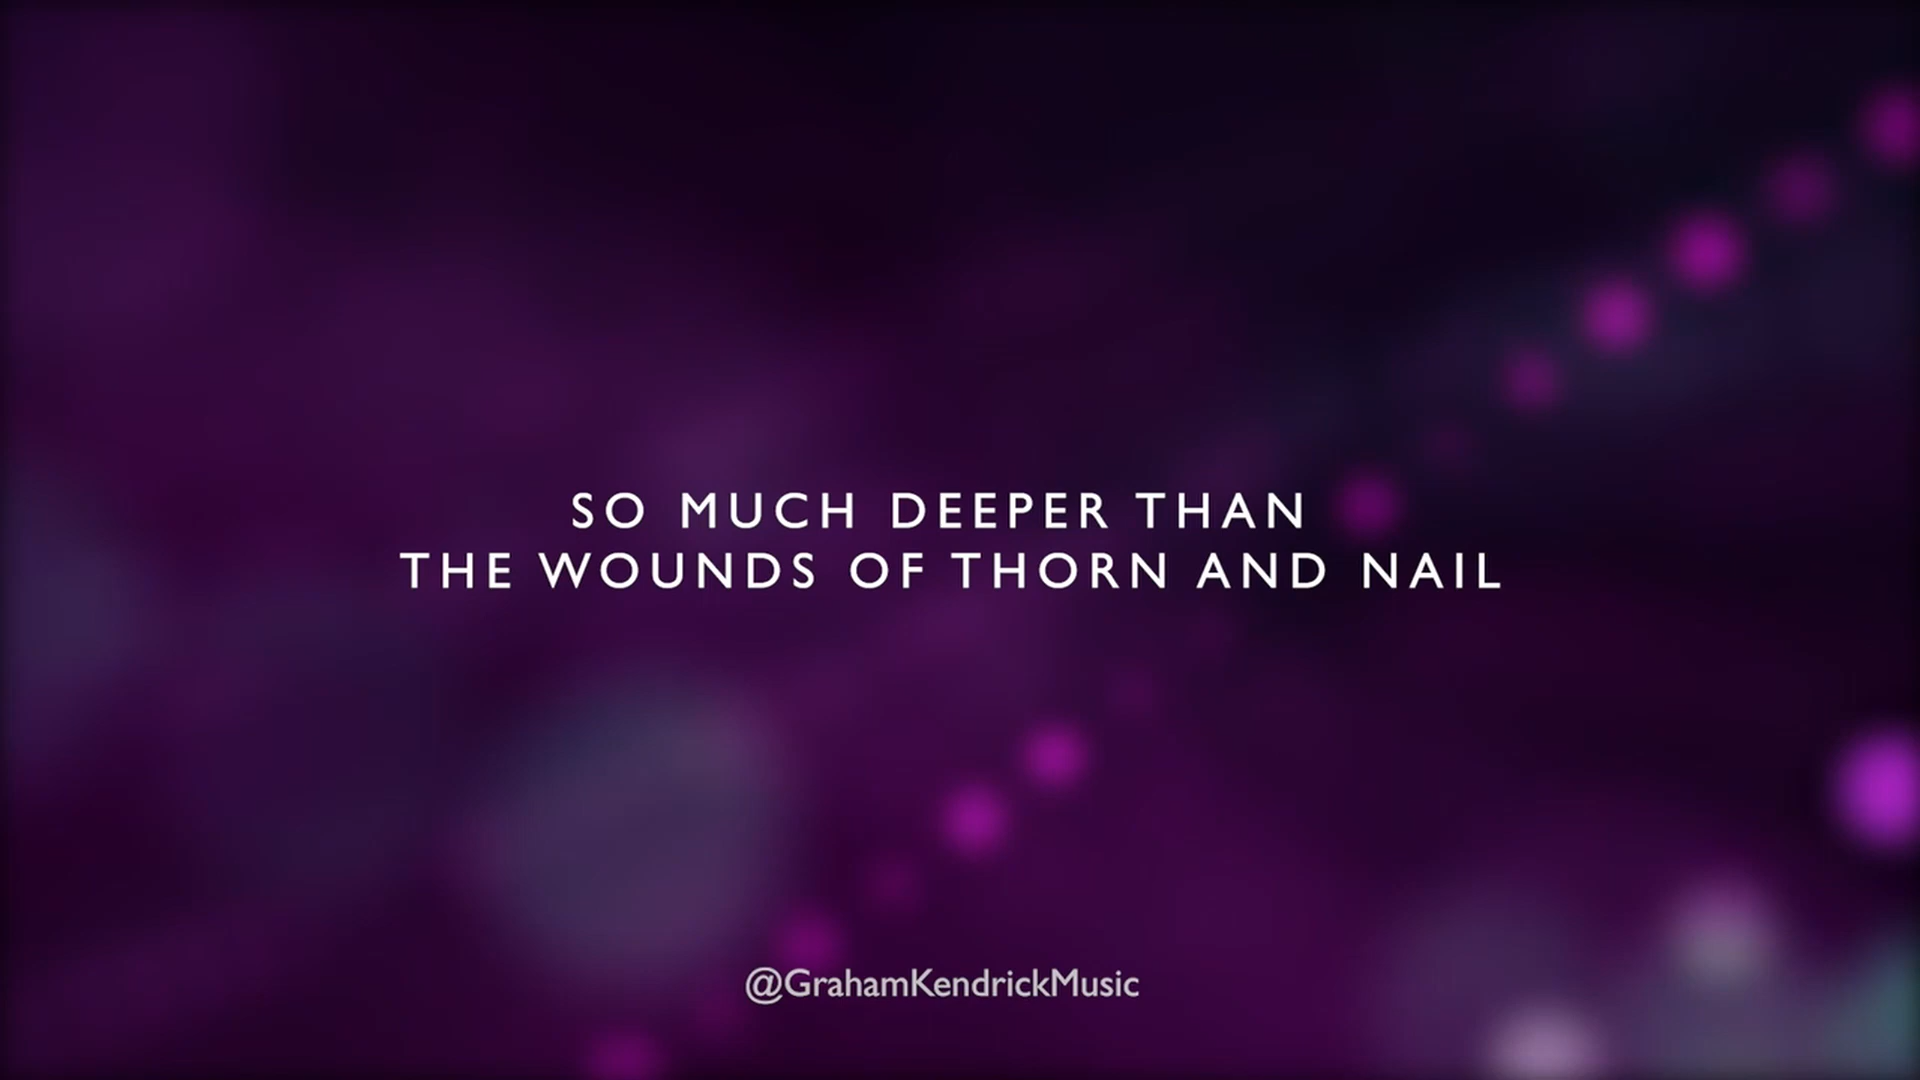 SO MUCH DEEPER THAN
THE WOUNDS OF THORN AND NAIL
@GrahamKendrickMusic